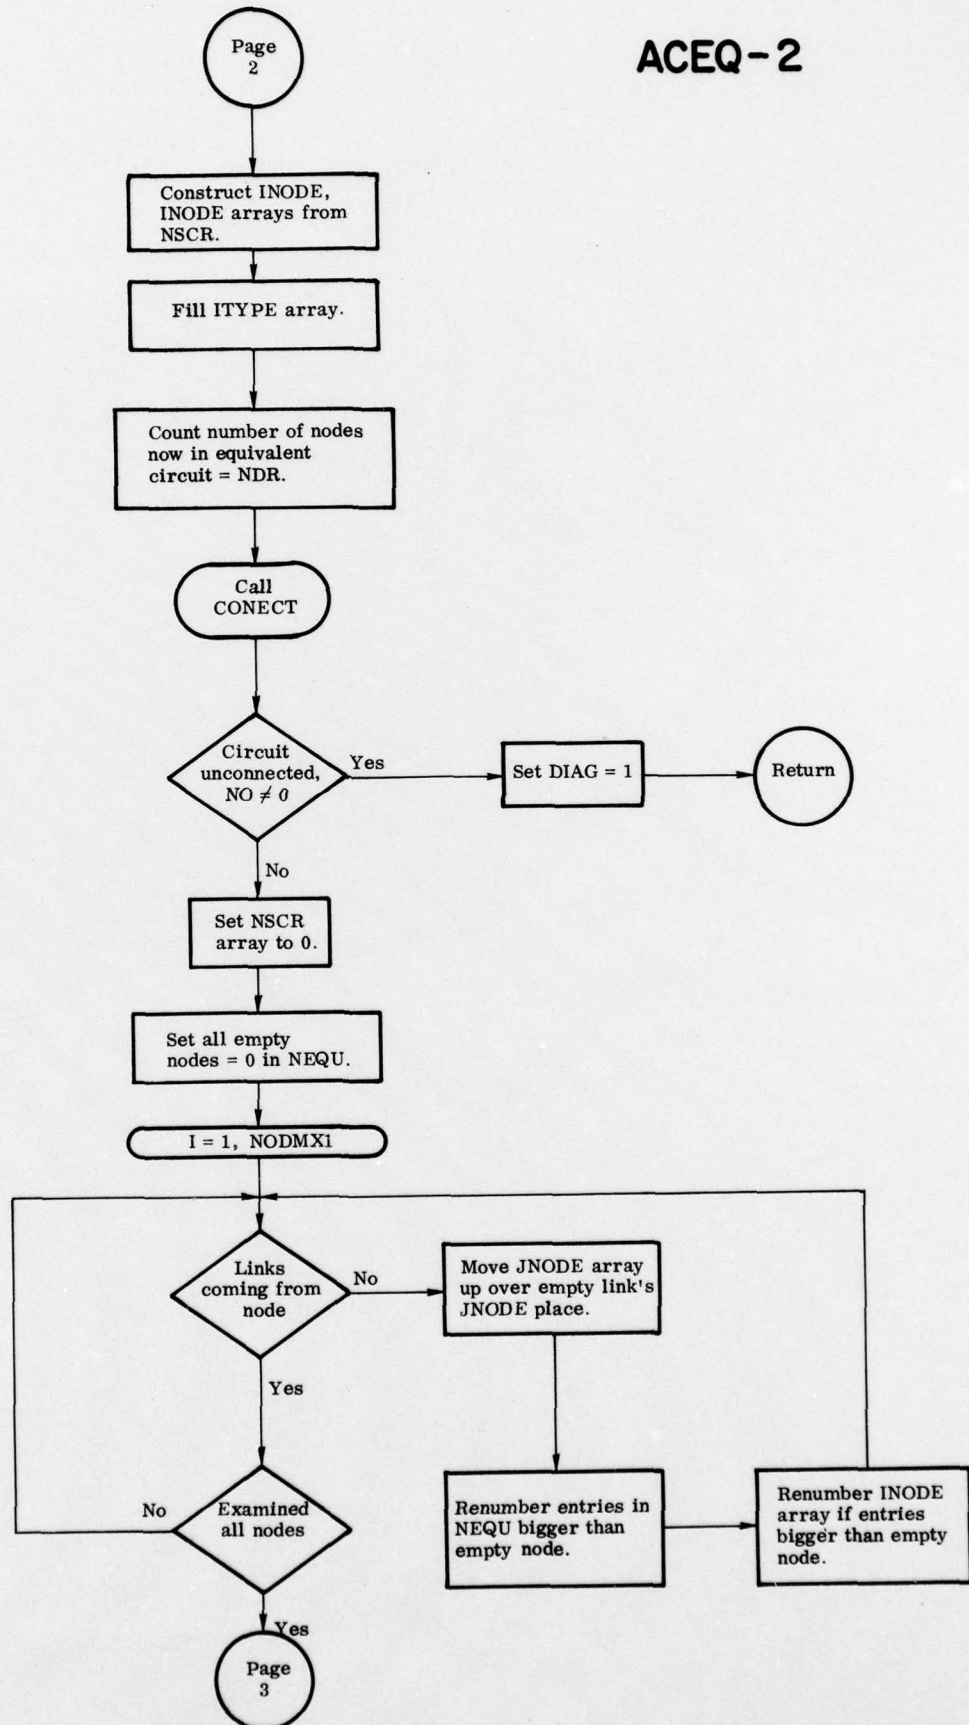 ACEQ-2
Page
2
Construct INODE,
INODE arrays from
NSCR.
Fill ITYPE array.
Count number of nodes
now in equivalent
circuit = NDR.
Call
CONECT
Circuit
unconnected,
NO ≠ 0
Yes
Set DIAG = 1
Return
No
Set NSCR
array to 0.
Set all empty
nodes = 0 in NEQU.
I = 1, NODMX1
Links
coming from
node
No
Move JNODE array
up over empty link's
JNODE place.
Yes
Renumber entries in
NEQU bigger than
empty node.
Renumber INODE
array if entries
bigger than empty
node.
Examined
all nodes
No
Yes
Page
3